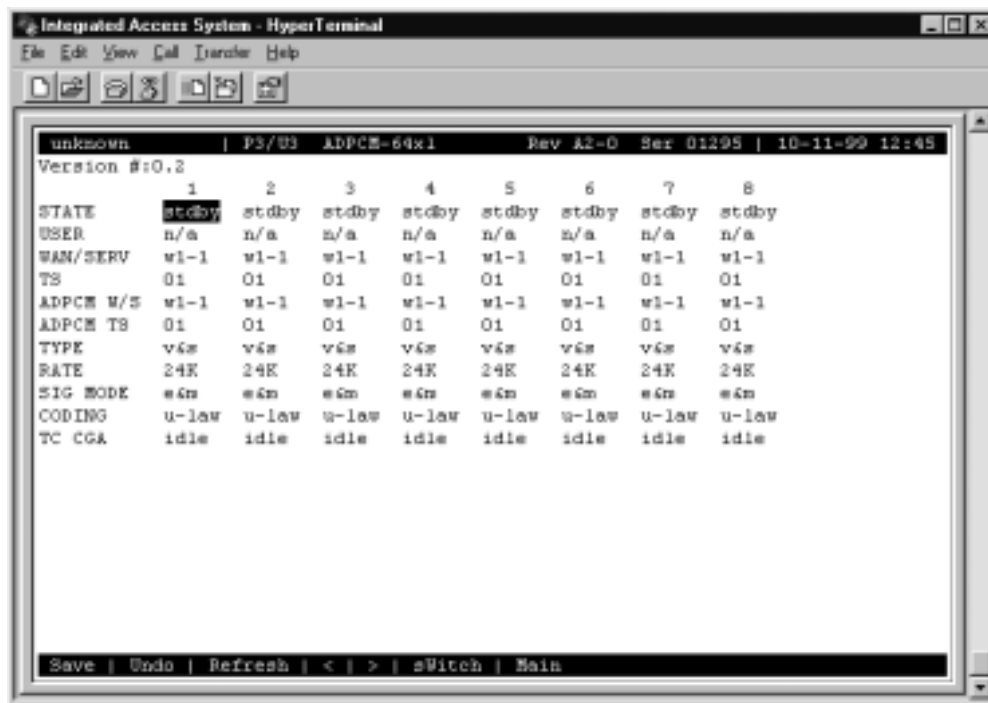 Integrated Access System - HyperTerminal
File Edit View Call Transfer Help
unknown | P3/U3 ADPCM-64x1 Rev A2-0 Ser 01295 | 10-11-99 12:45
Version #:0.2
1 2 3 4 5 6 7 8
STATE stdby stdby stdby stdby stdby stdby stdby stdby
USER n/a n/a n/a n/a n/a n/a n/a n/a
WAN/SERV w1-1 w1-1 w1-1 w1-1 w1-1 w1-1 w1-1 w1-1
TS 01 01 01 01 01 01 01 01
ADPCM W/S w1-1 w1-1 w1-1 w1-1 w1-1 w1-1 w1-1 w1-1
ADPCM TS 01 01 01 01 01 01 01 01
TYPE v&s v&s v&s v&s v&s v&s v&s v&s
RATE 24K 24K 24K 24K 24K 24K 24K 24K
SIG MODE e&m e&m e&m e&m e&m e&m e&m e&m
CODING u-law u-law u-law u-law u-law u-law u-law u-law
TC CGA idle idle idle idle idle idle idle idle
Save | Undo | Refresh | < | > | sWitch | Main